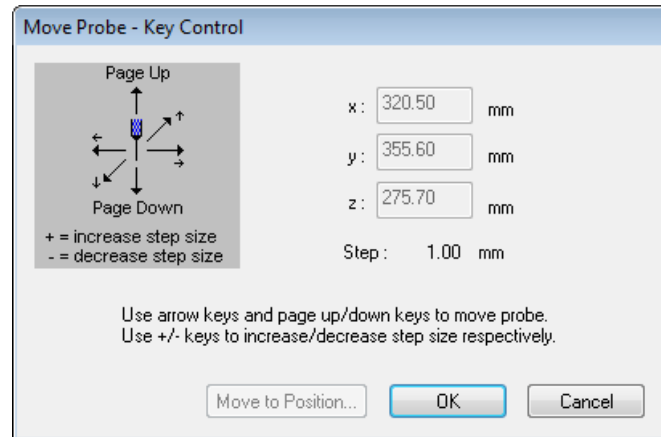 Move Probe - Key Control
Page Up
Page Down
+ = increase step size
- = decrease step size
x : 320.50 mm
y : 355.60 mm
z : 275.70 mm
Step : 1.00 mm
Use arrow keys and page up/down keys to move probe.
Use +/- keys to increase/decrease step size respectively.
Move to Position... OK Cancel